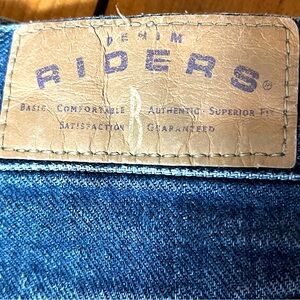 DENIM
RIDERS®
BASIC · COMFORTABLE AUTHENTIC · SUPERIOR FIT
SATISFACTION GUARANTEED